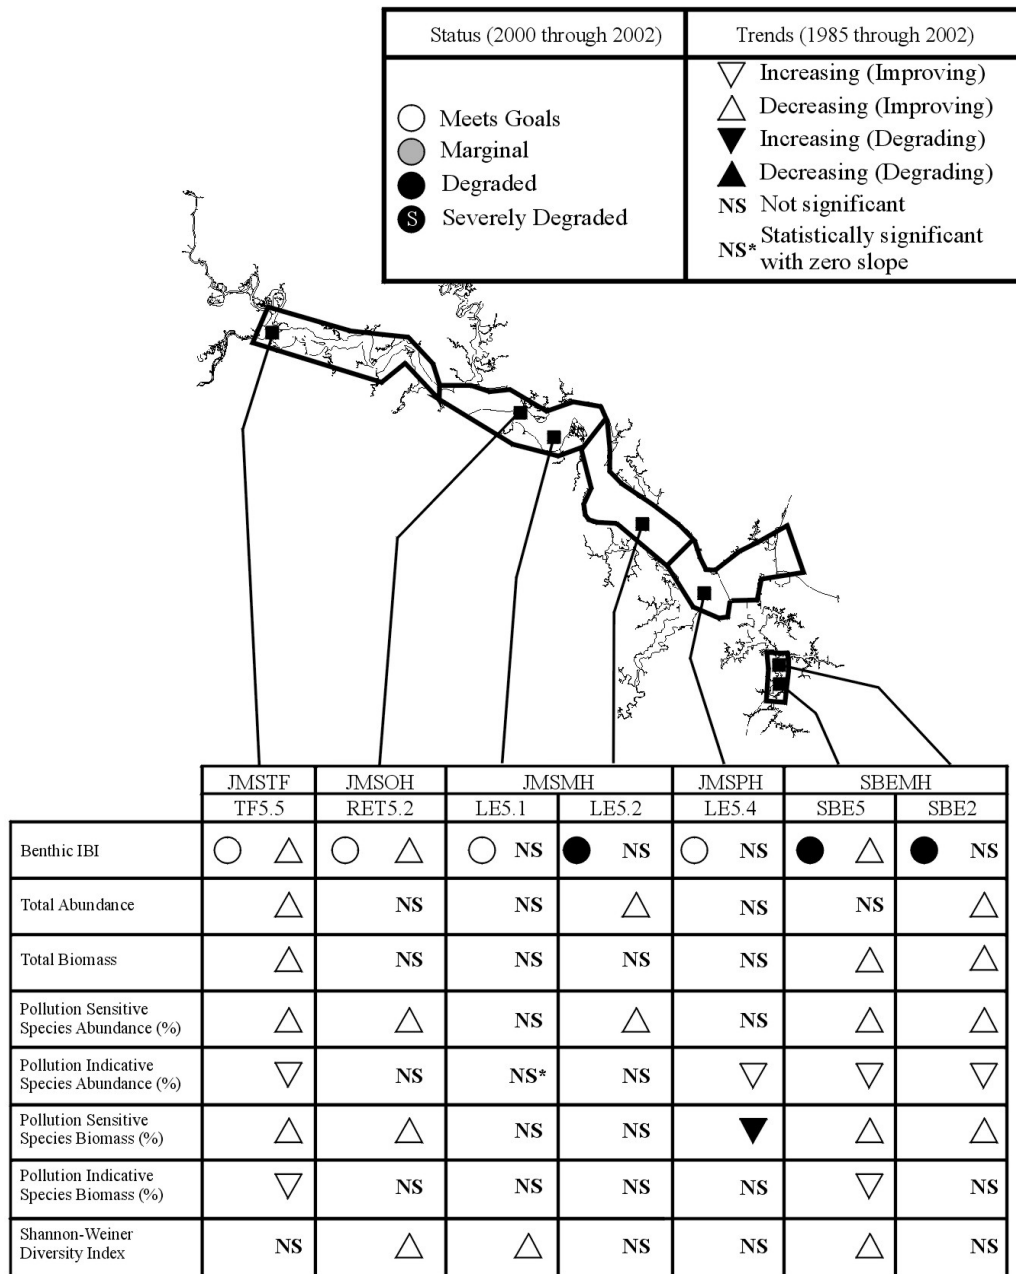 Status (2000 through 2002)
Trends (1985 through 2002)
Meets Goals
Marginal
Degraded
S Severely Degraded
Increasing (Improving)
Decreasing (Improving)
Increasing (Degrading)
Decreasing (Degrading)
NS Not significant
NS* Statistically significant
with zero slope
JMSTF JMSOH JMSMH JMSPH SBEMH
TF5.5 RET5.2 LE5.1 LE5.2 LE5.4 SBE5 SBE2
Benthic IBI NS NS NS NS
Total Abundance NS NS NS NS
Total Biomass NS NS NS NS
Pollution Sensitive
Species Abundance (%) NS NS
Pollution Indicative
Species Abundance (%) NS NS* NS
Pollution Sensitive
Species Biomass (%) NS NS
Pollution Indicative
Species Biomass (%) NS NS NS NS NS
Shannon-Weiner
Diversity Index NS NS NS NS